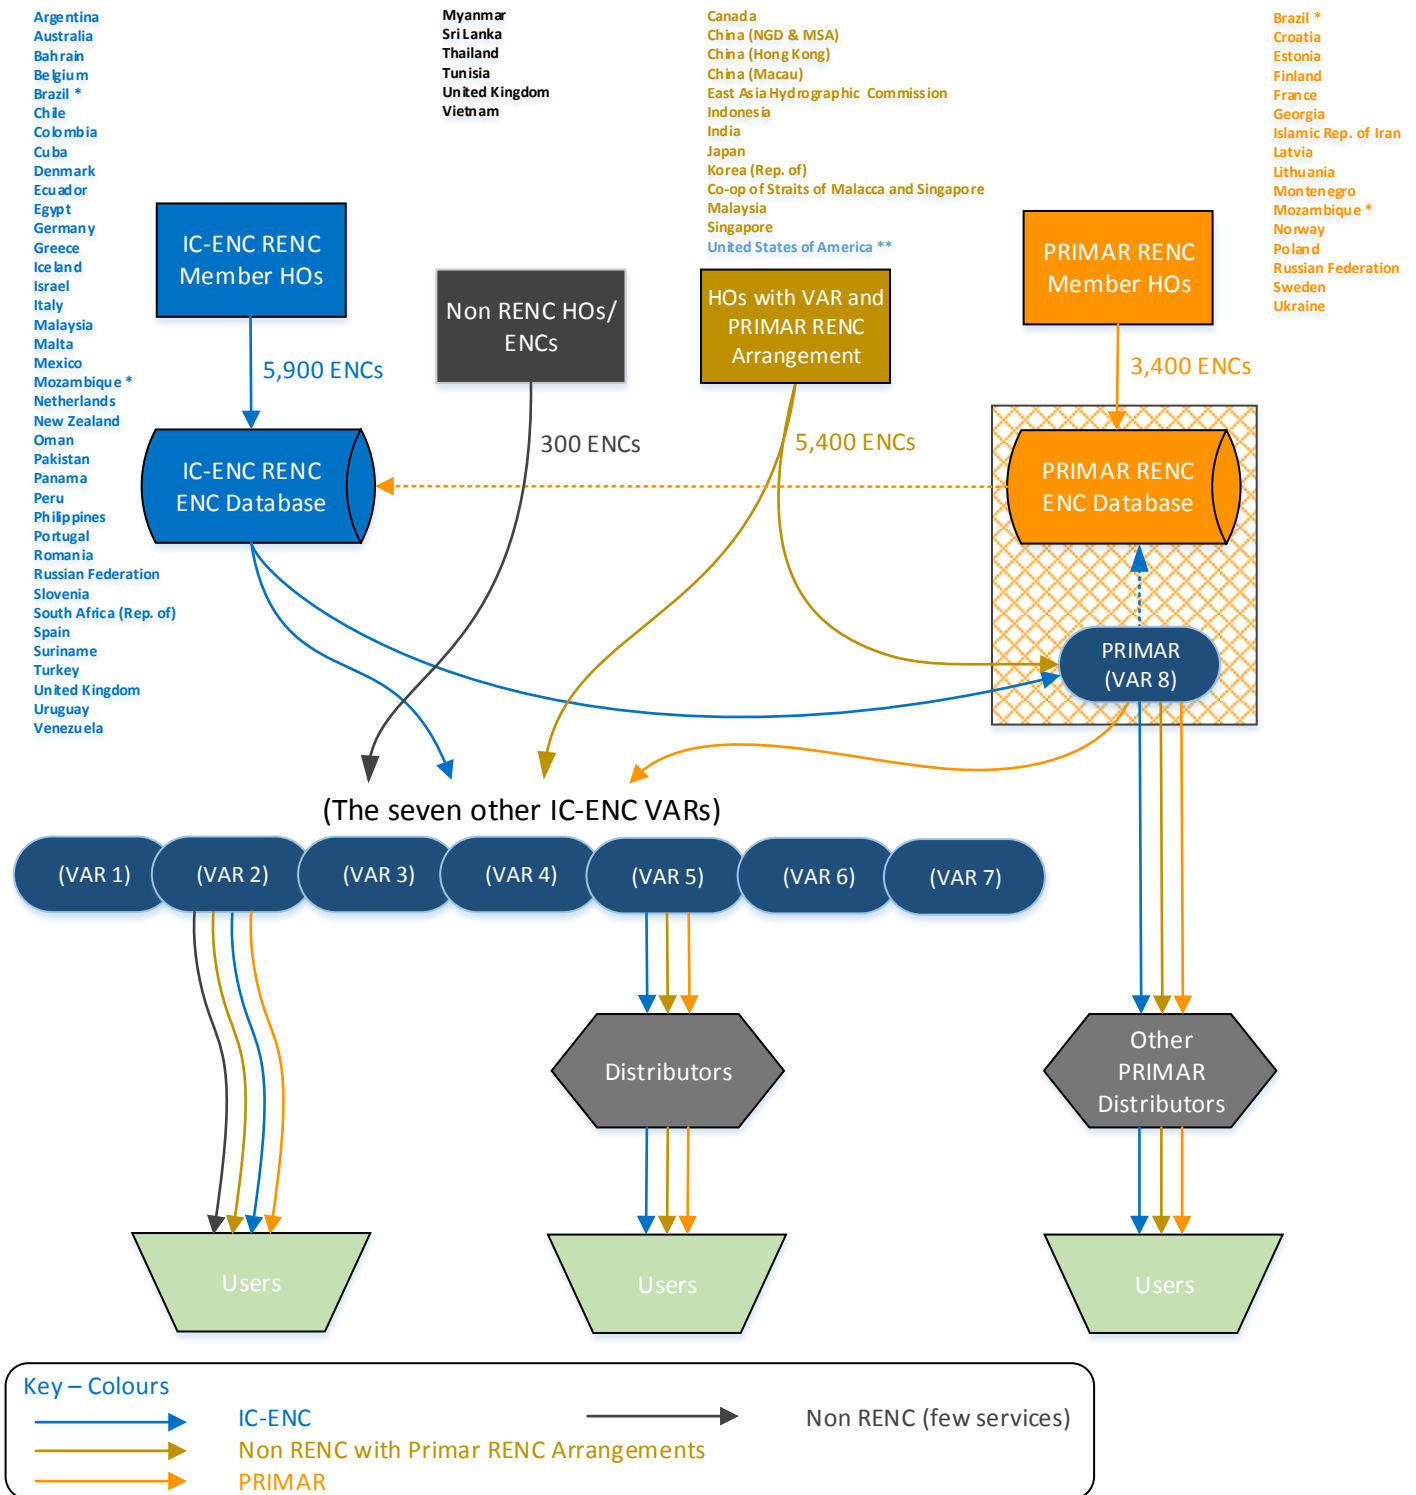 Argentina
Australia
Bahrain
Belgium
Brazil *
Chile
Colombia
Cuba
Denmark
Ecuador
Egypt
Germany
Greece
Iceland
Israel
Italy
Malaysia
Malta
Mexico
Mozambique *
Netherlands
New Zealand
Oman
Pakistan
Panama
Peru
Philippines
Portugal
Romania
Russian Federation
Slovenia
South Africa (Rep. of)
Spain
Suriname
Turkey
United Kingdom
Uruguay
Venezuela
Myanmar
Sri Lanka
Thailand
Tunisia
United Kingdom
Vietnam
Canada
China (NGD & MSA)
China (Hong Kong)
China (Macau)
East Asia Hydrographic Commission
Indonesia
India
Japan
Korea (Rep. of)
Co-op of Straits of Malacca and Singapore
Malaysia
Singapore
United States of America **
Brazil *
Croatia
Estonia
Finland
France
Georgia
Islamic Rep. of Iran
Latvia
Lithuania
Montenegro
Mozambique *
Norway
Poland
Russian Federation
Sweden
Ukraine
IC-ENC RENC
Member HOs
Non RENC HOs/
ENCs
HOs with VAR and
PRIMAR RENC
Arrangement
PRIMAR RENC
Member HOs
5,900 ENCs
300 ENCs
5,400 ENCs
3,400 ENCs
IC-ENC RENC
ENC Database
PRIMAR RENC
ENC Database
PRIMAR
(VAR 8)
(The seven other IC-ENC VARs)
(VAR 1)
(VAR 2)
(VAR 3)
(VAR 4)
(VAR 5)
(VAR 6)
(VAR 7)
Distributors
Other
PRIMAR
Distributors
Users
Users
Users
Key – Colours
IC-ENC
Non RENC (few services)
Non RENC with Primar RENC Arrangements
PRIMAR